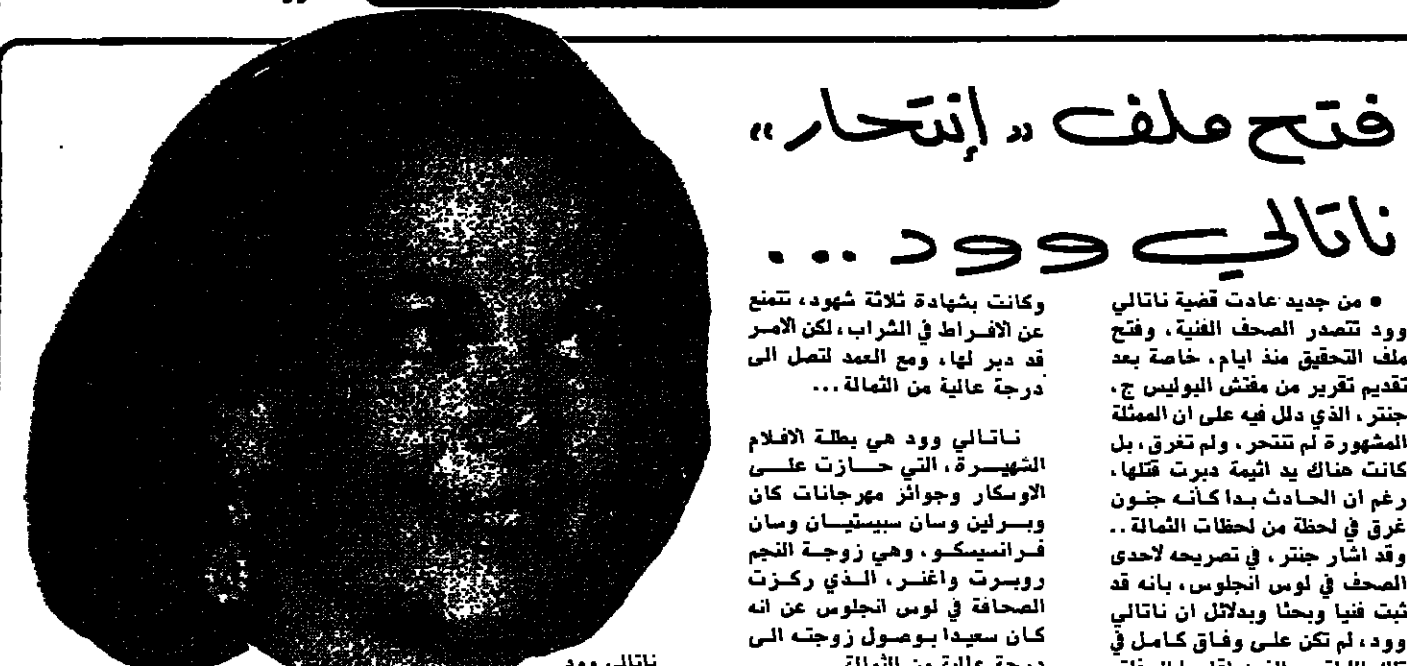 فتح ملف «إنتحار»
ناتالي وود...
• من جديد عادت قضية ناتالي
وود تتصدر الصحف الفنية، وفتح
ملف التحقيق منذ ايام، خاصة بعد
تقديم تقرير من مفتش البوليس ج.
جنتر، الذي دلل فيه على ان الممثلة
المشهورة لم تنتحر، ولم تغرق، بل
كانت هناك يد اثيمة دبرت قتلها،
رغم ان الحادث بدا كأنه جنون
غرق في لحظة من لحظات الثمالة..
وقد اشار جنتر، في تصريحه لاحدى
الصحف في لوس انجلوس، بانه قد
ثبت فنيا وبحثا وبدلائل ان ناتالي
وود، لم تكن على وفاق كامل في
وكانت بشهادة ثلاثة شهود، تتمنع
عن الافراط في الشراب، لكن الامر
قد دبر لها، ومع العمد لتصل الى
درجة عالية من الثمالة...
ناتالي وود هي بطلة الافلام
الشهيرة، التي حازت على
الاوسكار وجوائز مهرجانات كان
وبرلين وسان سبيستيان وسان
فرانسيسكو، وهي زوجة النجم
روبرت واغنر، الذي ركزت
الصحافة في لوس انجلوس عن انه
كان سعيدا بوصول زوجته الى
درجة عالية من الثمالة
ناتالي وود